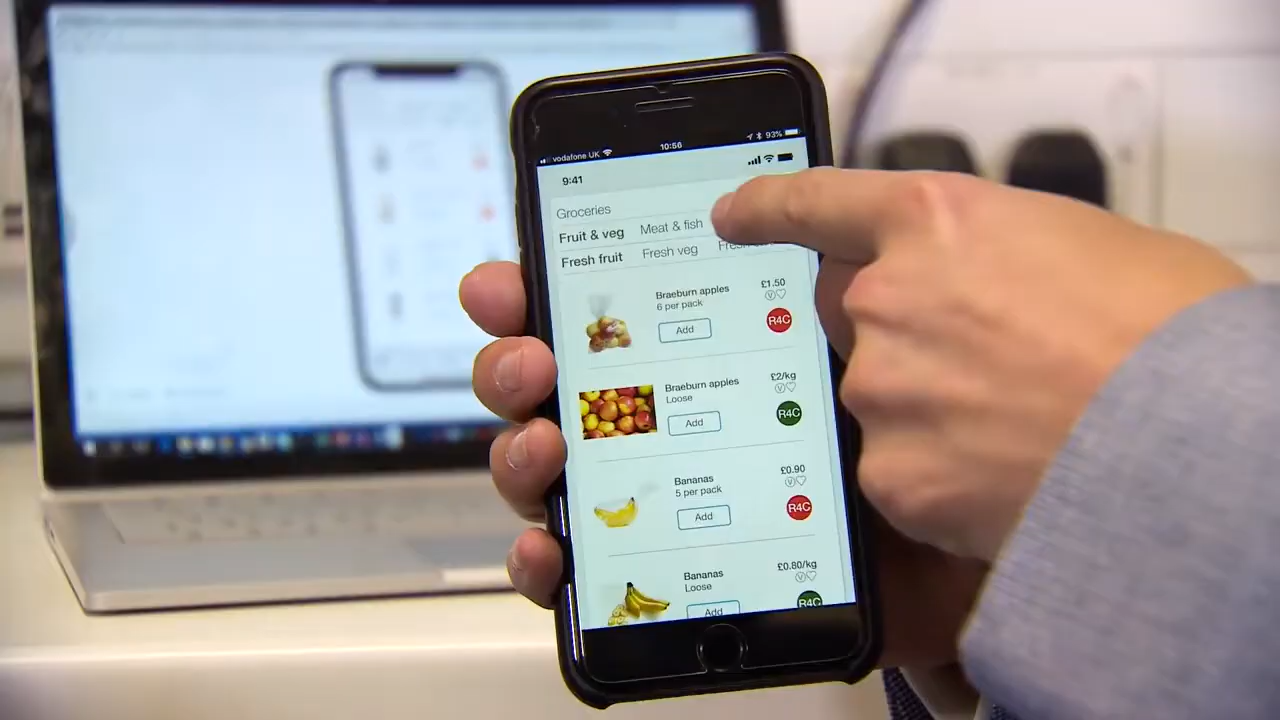 vodafone UK 10:56 93%
9:41
Groceries
Fruit & veg Meat & fish
Fresh fruit Fresh veg
Braeburn apples £1.50
6 per pack
Add R4C
Braeburn apples £2/kg
Loose
Add R4C
Bananas £0.90
5 per pack
Add R4C
Bananas £0.80/kg
Loose
Add R4C